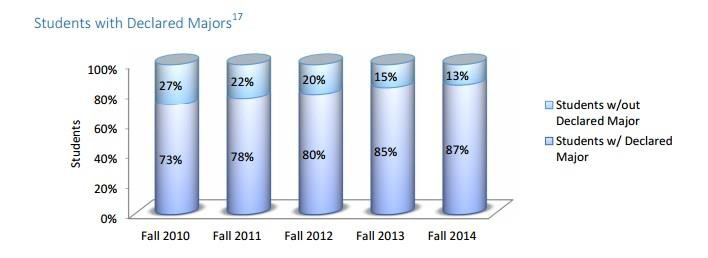 Students with Declared Majors17
100%
80%
60%
40%
20%
0%
Students
27%
22%
20%
15%
13%
73%
78%
80%
85%
87%
Fall 2010
Fall 2011
Fall 2012
Fall 2013
Fall 2014
Students w/out
Declared Major
Students w/ Declared
Major